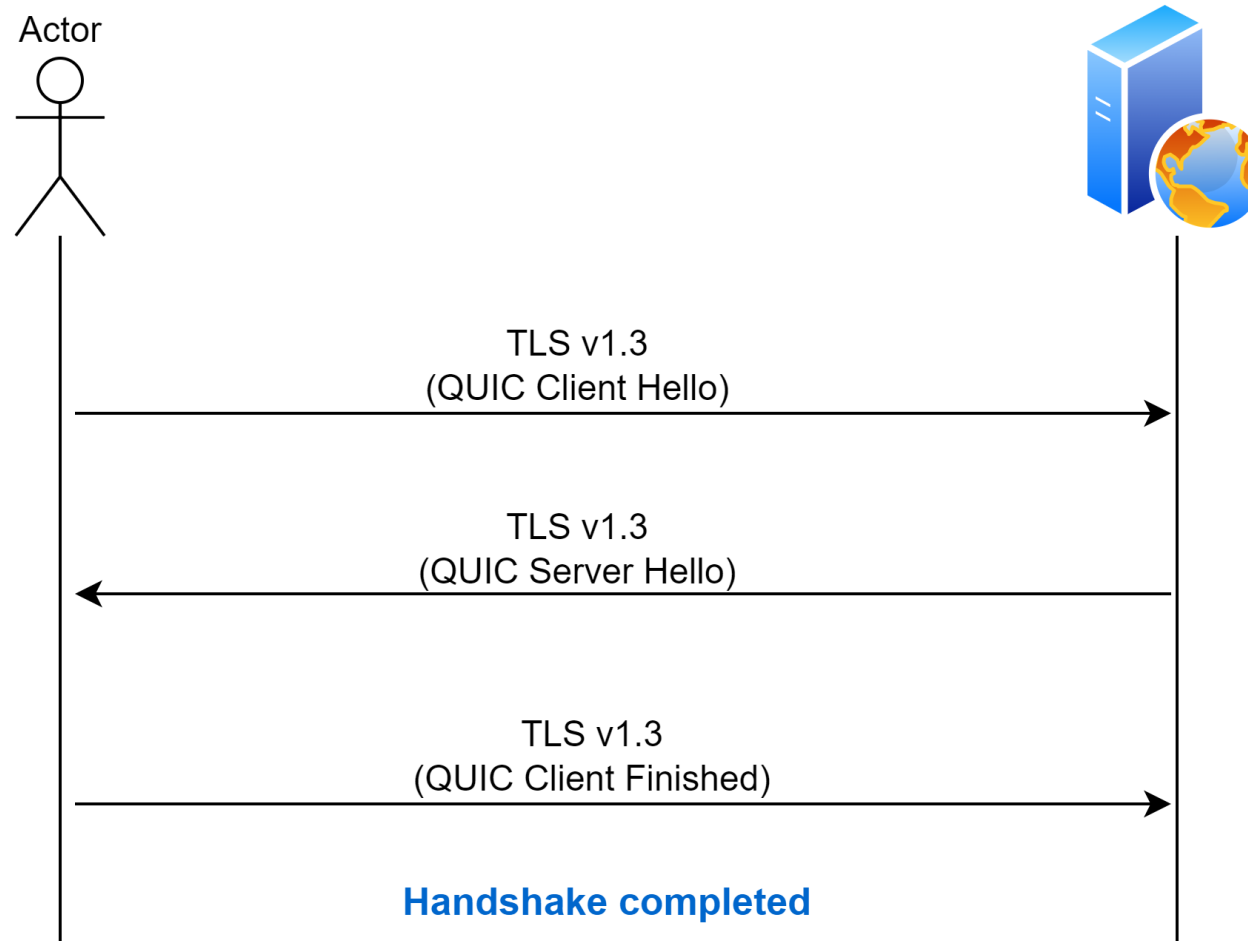 Actor
TLS v1.3
(QUIC Client Hello)
TLS v1.3
(QUIC Server Hello)
TLS v1.3
(QUIC Client Finished)
Handshake completed